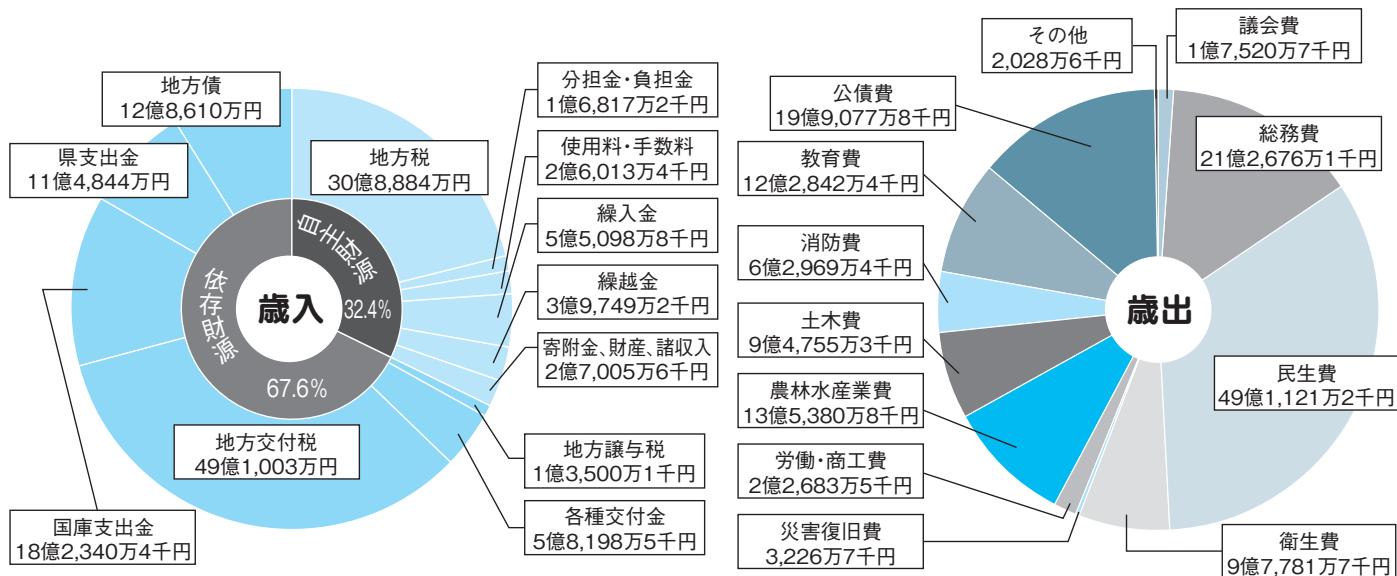 歳入
自主財源
32.4%
依存財源
67.6%
地方税
30億8,884万円
分担金・負担金
1億6,817万2千円
使用料・手数料
2億6,013万4千円
繰入金
5億5,098万8千円
繰越金
3億9,749万2千円
寄附金、財産、諸収入
2億7,005万6千円
地方譲与税
1億3,500万1千円
各種交付金
5億8,198万5千円
地方交付税
49億1,003万円
国庫支出金
18億2,340万4千円
県支出金
11億4,844万円
地方債
12億8,610万円
歳出
議会費
1億7,520万7千円
総務費
21億2,676万1千円
民生費
49億1,121万2千円
衛生費
9億7,781万7千円
災害復旧費
3,226万7千円
労働・商工費
2億2,683万5千円
農林水産業費
13億5,380万8千円
土木費
9億4,755万3千円
消防費
6億2,969万4千円
教育費
12億2,842万4千円
公債費
19億9,077万8千円
その他
2,028万6千円